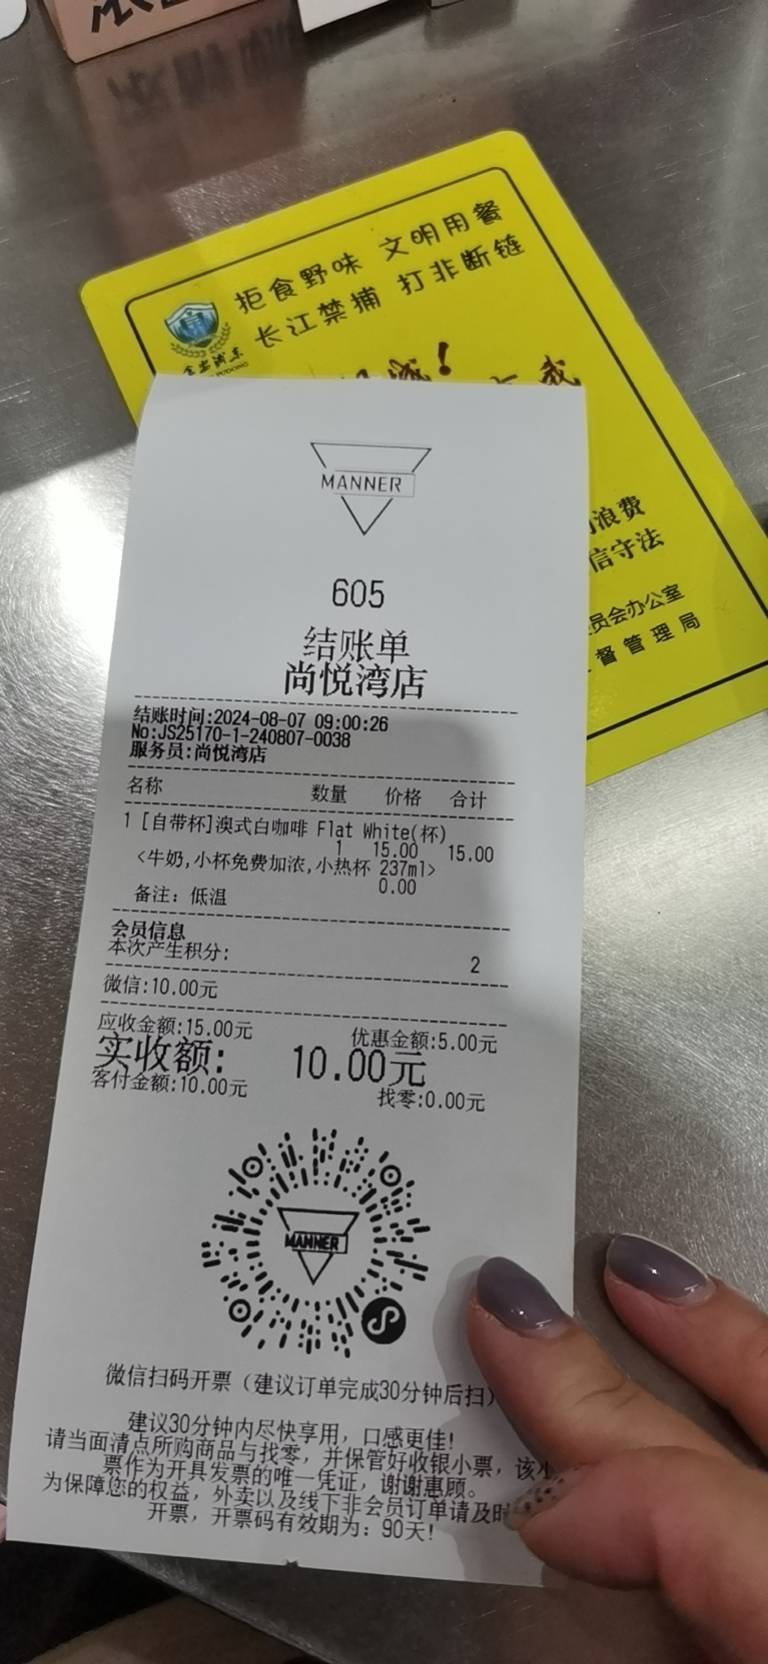 拒食野味 文明用餐
长江禁捕 打非断链
食安浦东
浪费
信守法
员会办公室
督管理局
MANNER
605
结账单
尚悦湾店
结账时间:2024-08-07 09:00:26
No:JS25170-1-240807-0038
服务员:尚悦湾店
名称 数量 价格 合计
1 [自带杯]澳式白咖啡 Flat White(杯)
1 15.00 15.00
<牛奶,小杯免费加浓,小热杯 237ml>
0.00
备注: 低温
会员信息
本次产生积分: 2
微信:10.00元
应收金额:15.00元 优惠金额:5.00元
实收额: 10.00元
客付金额:10.00元 找零:0.00元
MANNER
微信扫码开票（建议订单完成30分钟后扫）
建议30分钟内尽快享用，口感更佳!
请当面清点所购商品与找零，并保管好收银小票，该小
票作为开具发票的唯一凭证，谢谢惠顾。
为保障您的权益，外卖以及线下非会员订单请及时
开票，开票码有效期为：90天!